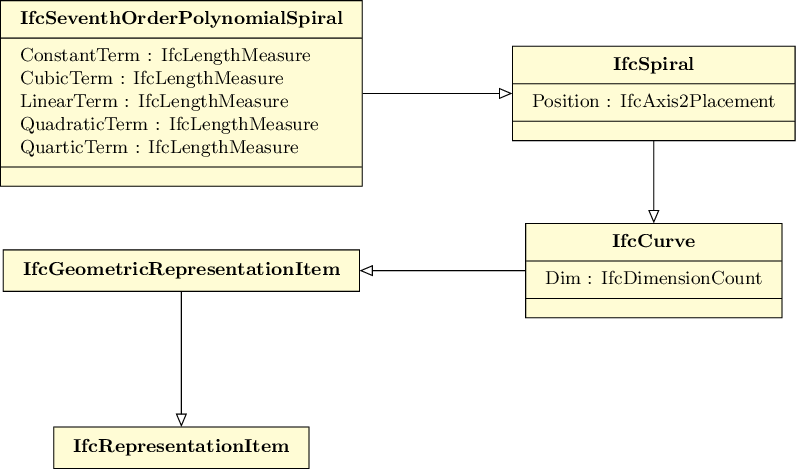 IfcSeventhOrderPolynomialSpiral
ConstantTerm : IfcLengthMeasure
CubicTerm : IfcLengthMeasure
LinearTerm : IfcLengthMeasure
QuadraticTerm : IfcLengthMeasure
QuarticTerm : IfcLengthMeasure
IfcSpiral
Position : IfcAxis2Placement
IfcCurve
Dim : IfcDimensionCount
IfcGeometricRepresentationItem
IfcRepresentationItem